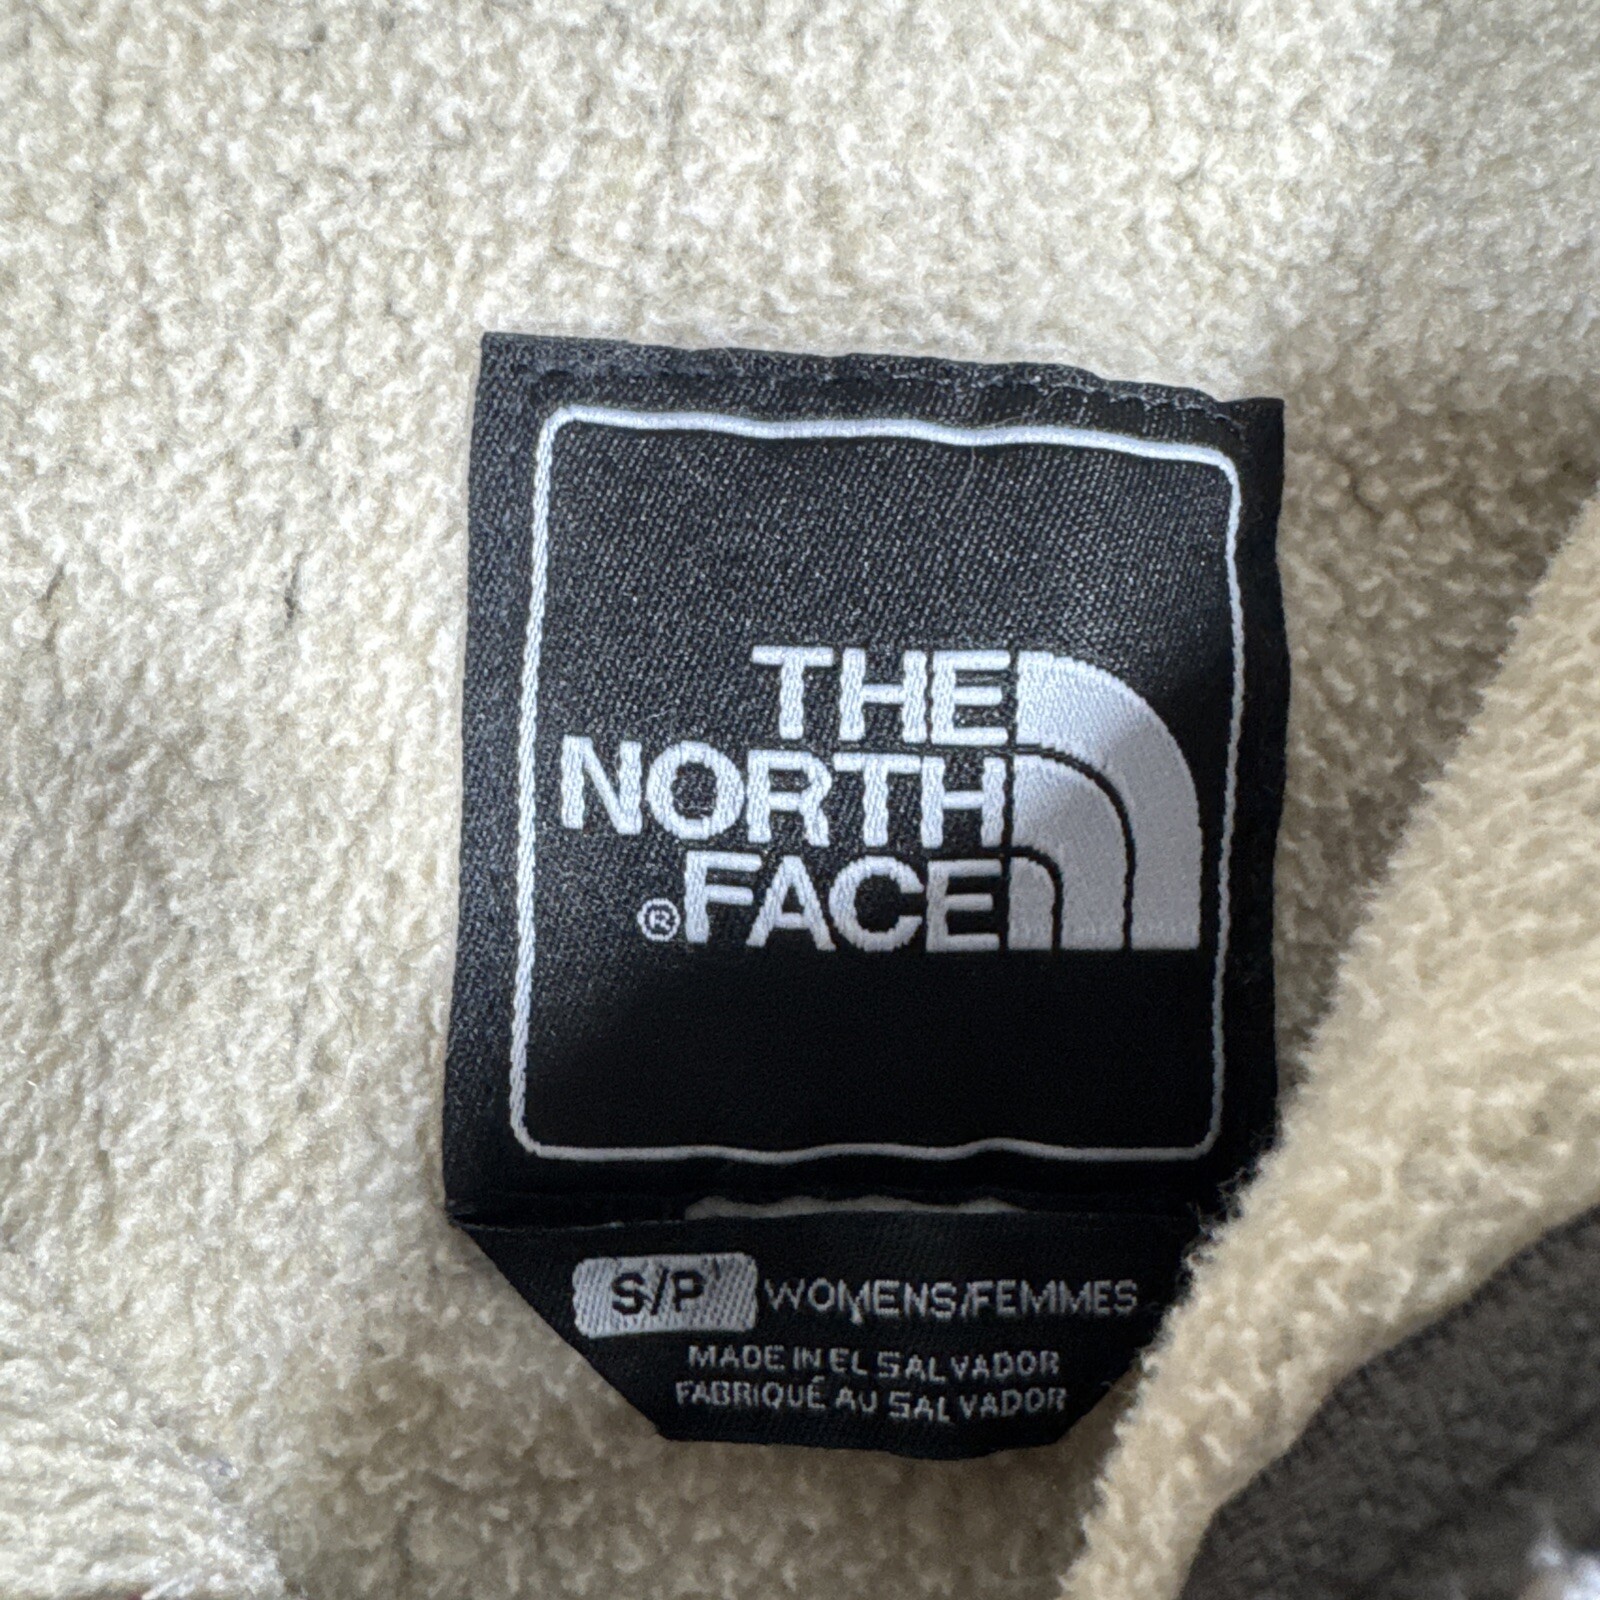 THE
NORTH
®FACE
S/P WOMENS/FEMMES
MADE IN EL SALVADOR
FABRIQUÉ AU SALVADOR